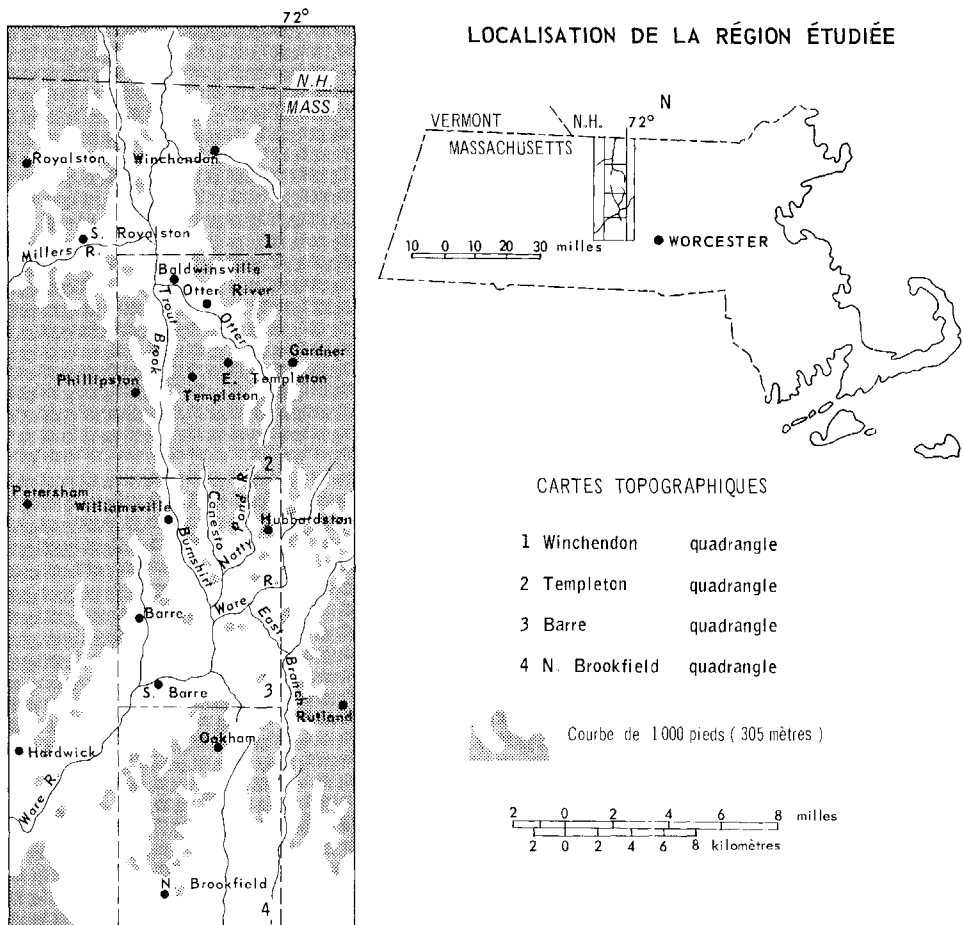 72°
LOCALISATION DE LA RÉGION ÉTUDIÉE
N.H.
MASS.
Royalston
Winchendon
S. Royalston
Millers R.
1
Baldwinsville
Otter River
Trout Brook
Otter
Gardner
E. Templeton
Templeton
Phillipston
2
Petersham
Williamsville
Canesto
Natty Pond R.
Hubbardston
Burnshirt
Ware R.
Barre
East Branch
S. Barre
3
Rutland
Oakham
Hardwick
Ware R.
N. Brookfield
4
N
VERMONT
N.H.
72°
MASSACHUSETTS
10 0 10 20 30 milles
WORCESTER
CARTES TOPOGRAPHIQUES
1 Winchendon quadrangle
2 Templeton quadrangle
3 Barre quadrangle
4 N. Brookfield quadrangle
Courbe de 1000 pieds ( 305 mètres )
2 0 2 4 6 8 milles
2 0 2 4 6 8 kilomètres